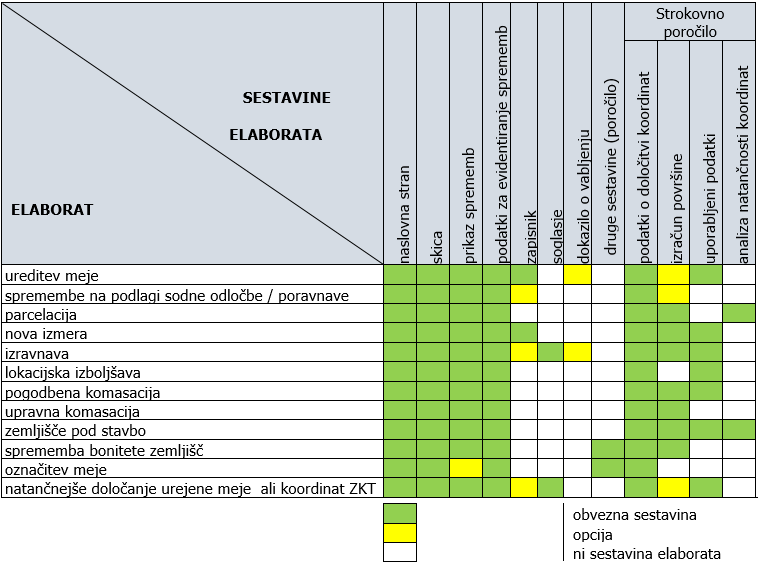 Strokovno
poročilo
SESTAVINE
ELABORATA
ELABORAT
naslovna stran
skica
prikaz sprememb
podatki za evidentiranje sprememb
zapisnik
soglasje
dokazilo o vabljenju
druge sestavine (poročilo)
podatki o določitvi koordinat
izračun površine
uporabljeni podatki
analiza natančnosti koordinat
ureditev meje
spremembe na podlagi sodne odločbe / poravnave
parcelacija
nova izmera
izravnava
lokacijska izboljšava
pogodbena komasacija
upravna komasacija
zemljišče pod stavbo
sprememba bonitete zemljišč
označitev meje
natančnejše določanje urejene meje ali koordinat ZKT
obvezna sestavina
opcija
ni sestavina elaborata